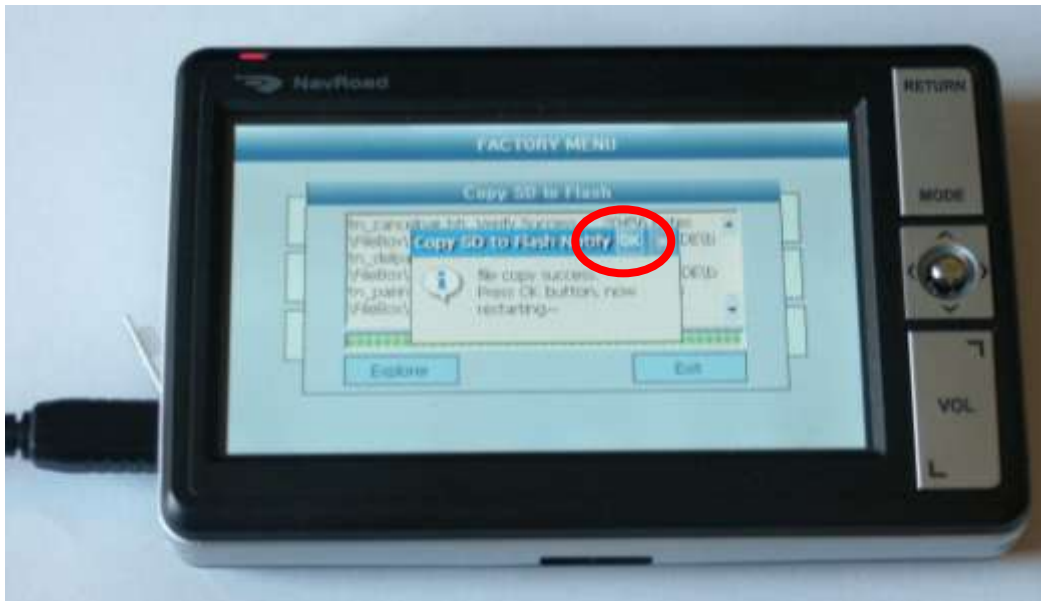 NavRoad
RETURN
FACTORY MENU
MODE
Copy SD to Flash
Copy SD to Flash Notify OK
file copy success.
Press OK button, now
restarting~
Explorer
Exit
VOL